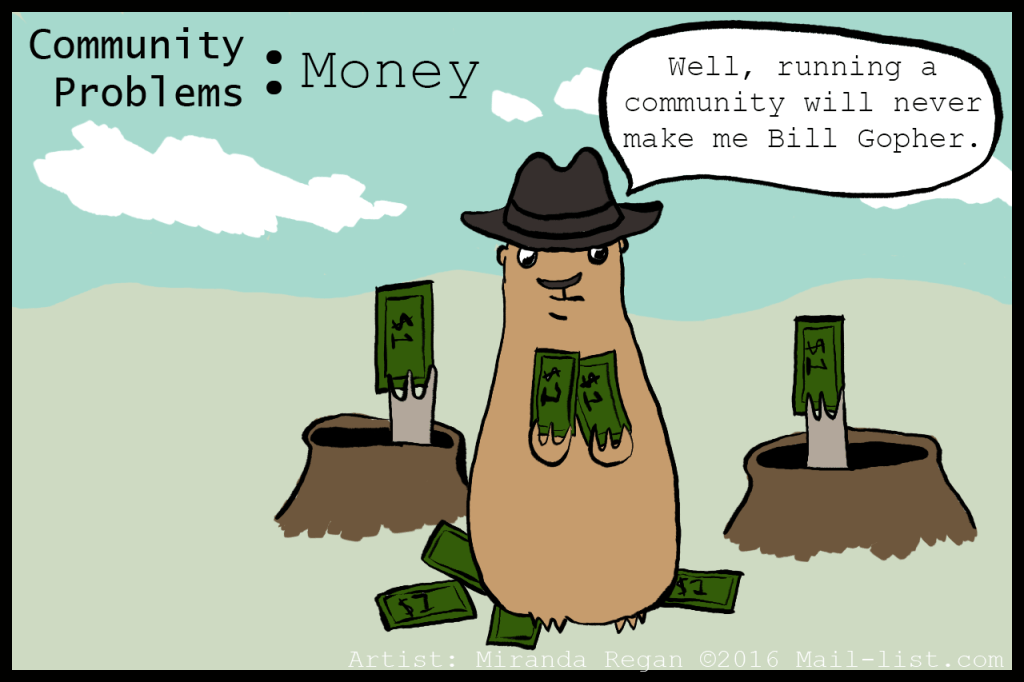 Community
Problems
: Money
Well, running a
community will never
make me Bill Gopher.
$1
$1
$1
$1
$1
$1
Artist: Miranda Regan ©2016 Mail-list.com